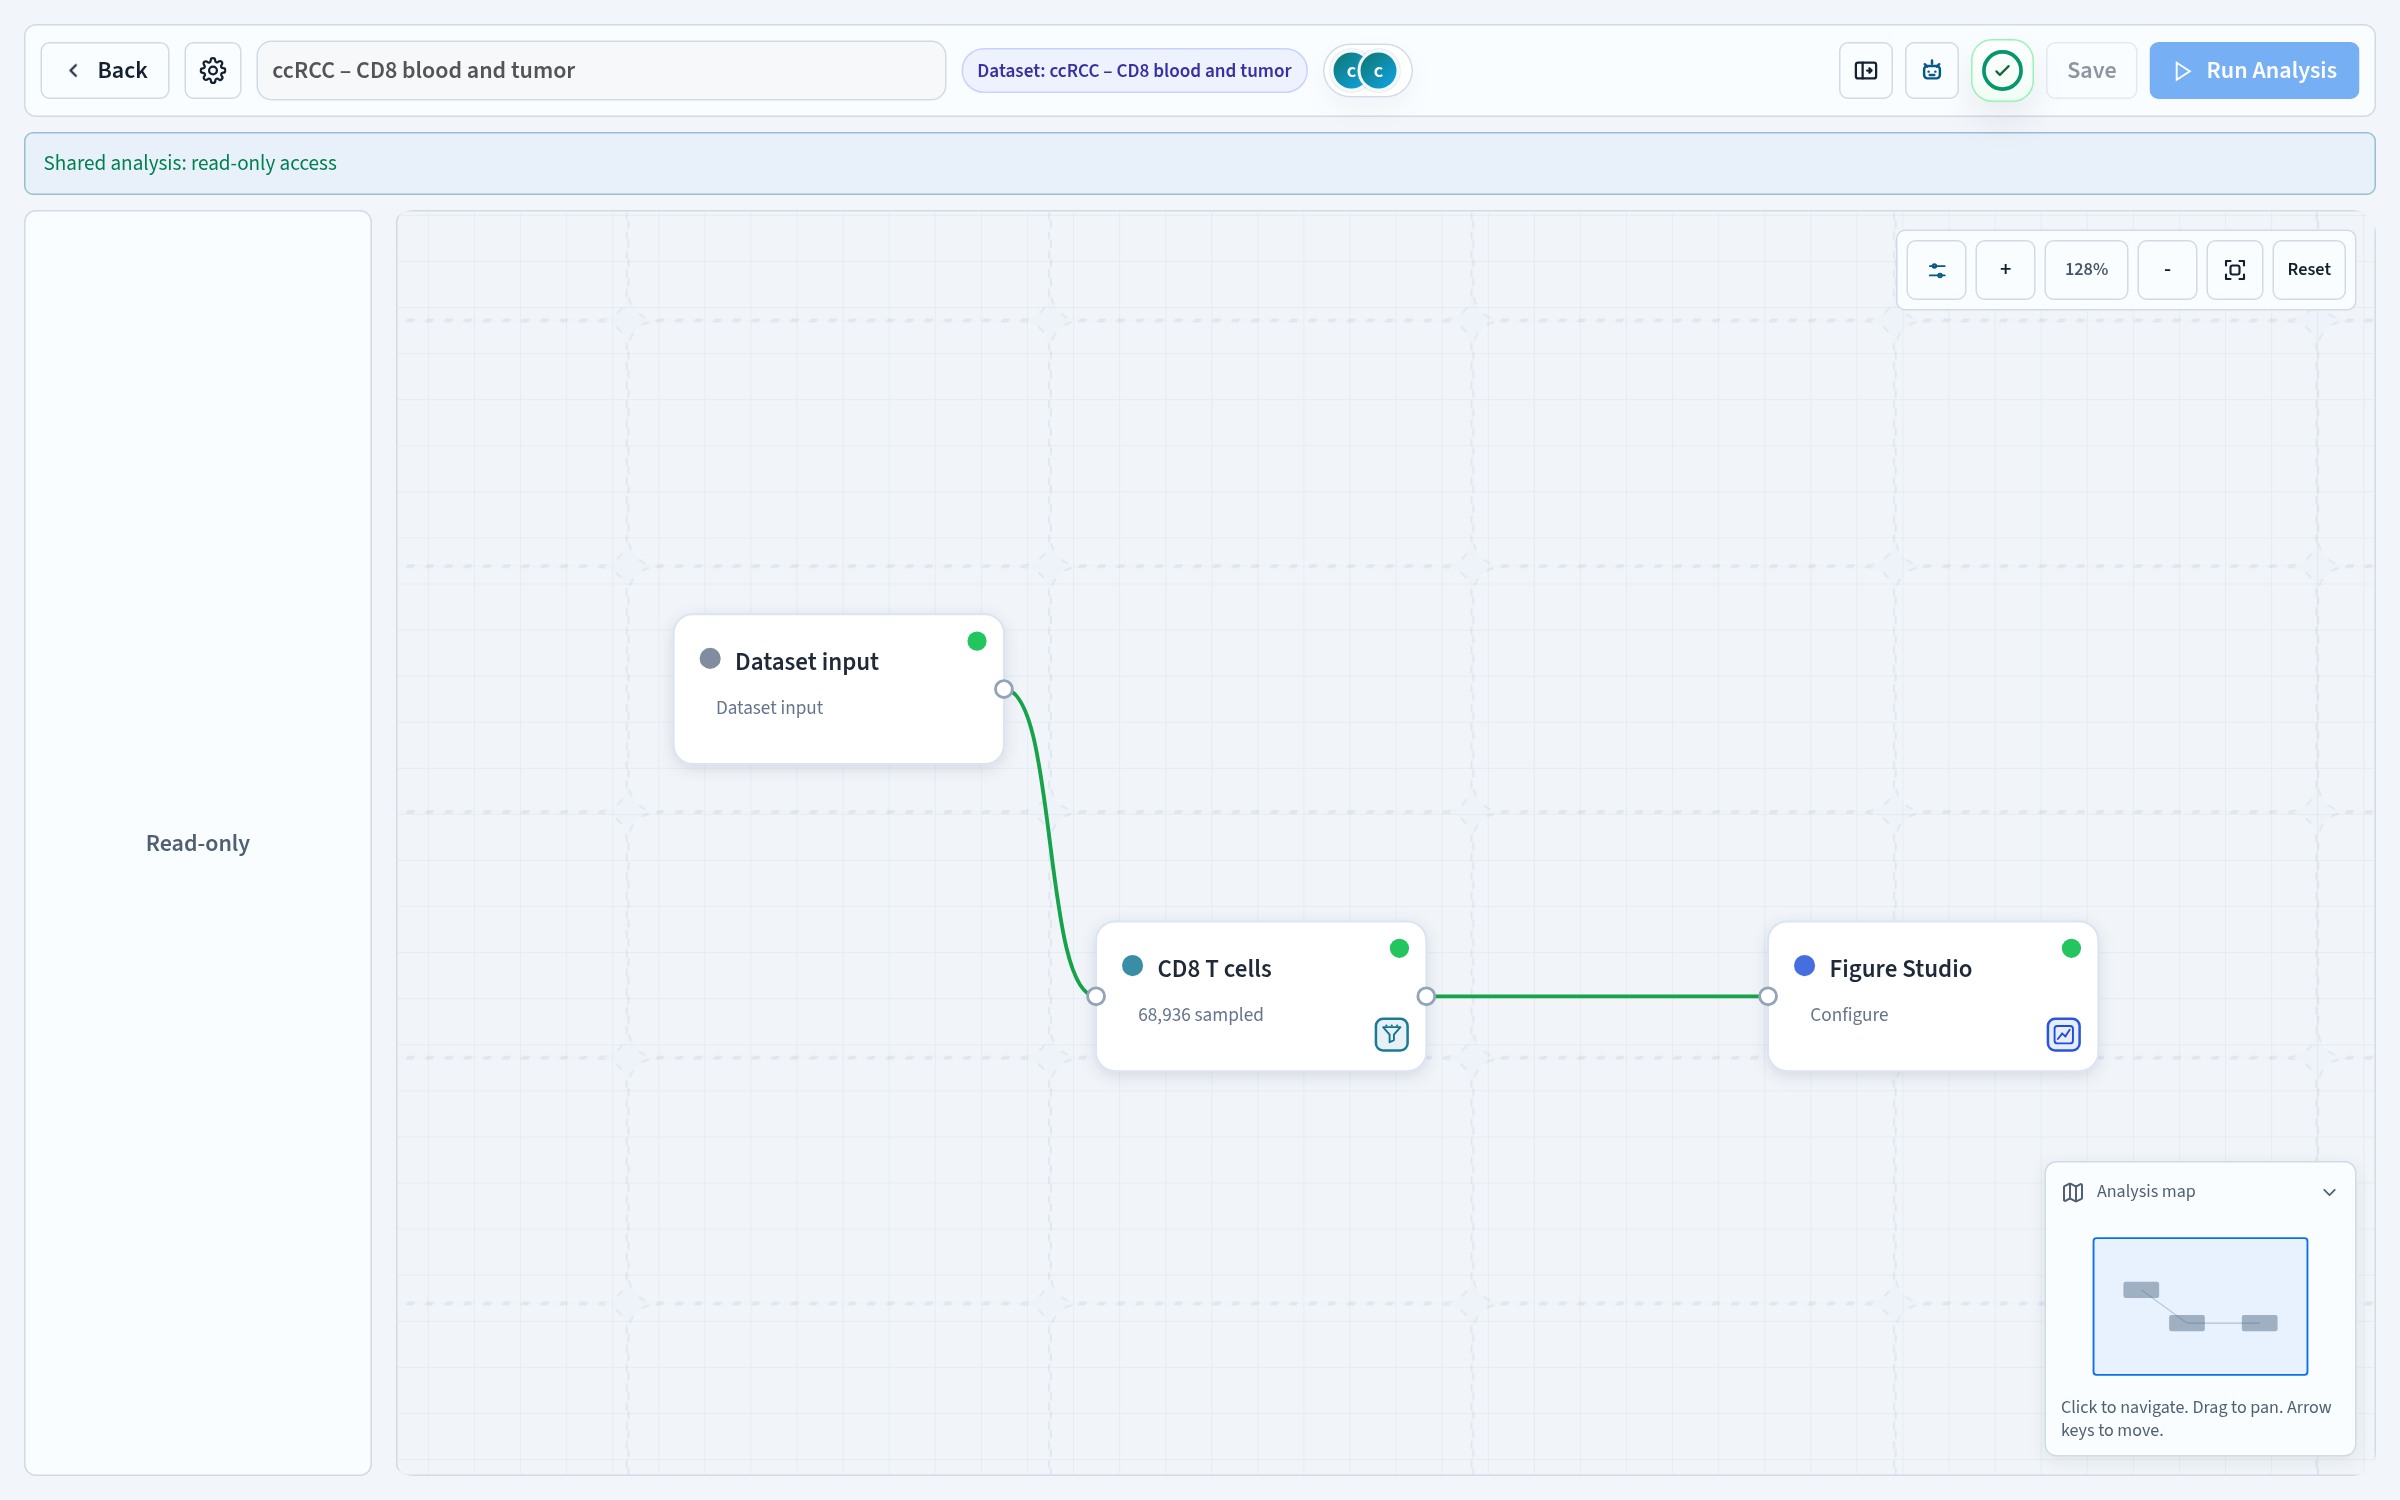 Back
ccRCC – CD8 blood and tumor
Dataset: ccRCC – CD8 blood and tumor
c c
Save
Run Analysis
Shared analysis: read-only access
Read-only
+
128%
-
Reset
Dataset input
Dataset input
CD8 T cells
68,936 sampled
Figure Studio
Configure
Analysis map
Click to navigate. Drag to pan. Arrow
keys to move.